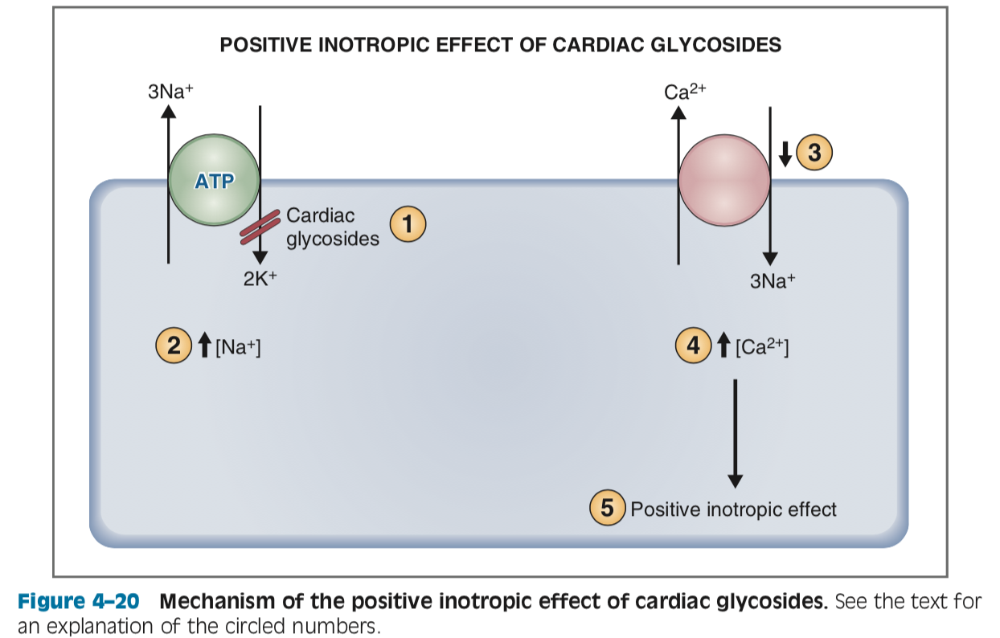 POSITIVE INOTROPIC EFFECT OF CARDIAC GLYCOSIDES
3Na⁺
Ca²⁺
3
ATP
Cardiac
glycosides
1
2K⁺
3Na⁺
2 ↑ [Na⁺]
4 ↑ [Ca²⁺]
5 Positive inotropic effect
Figure 4–20 Mechanism of the positive inotropic effect of cardiac glycosides. See the text for
an explanation of the circled numbers.